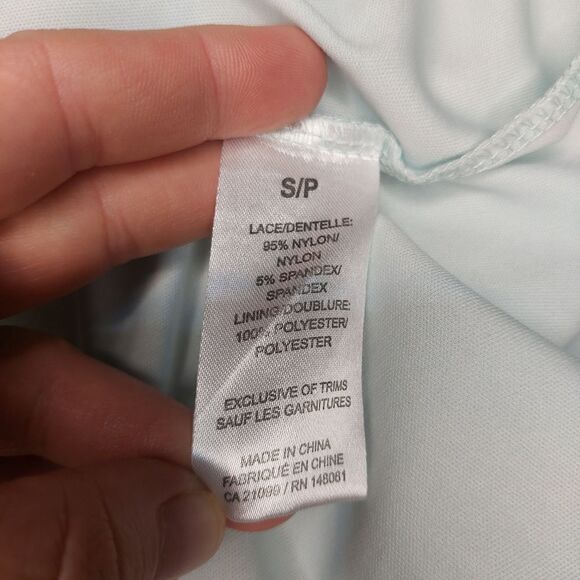 S/P
LACE/DENTELLE:
95% NYLON/
NYLON
5% SPANDEX/
SPANDEX
LINING/DOUBLURE:
100% POLYESTER/
POLYESTER
EXCLUSIVE OF TRIMS
SAUF LES GARNITURES
MADE IN CHINA
FABRIQUÉ EN CHINE
CA 21099 / RN 148061